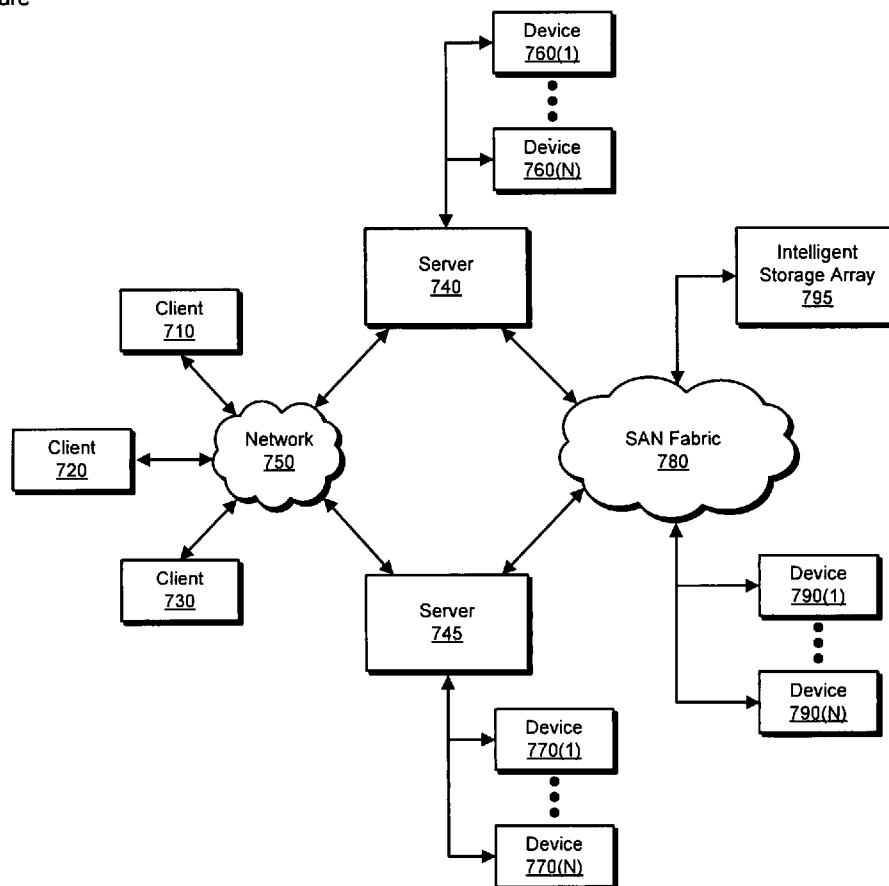 Device
760(1)
Device
760(N)
Server
740
Intelligent
Storage Array
795
Client
710
Network
750
SAN Fabric
780
Client
720
Client
730
Server
745
Device
790(1)
Device
790(N)
Device
770(1)
Device
770(N)